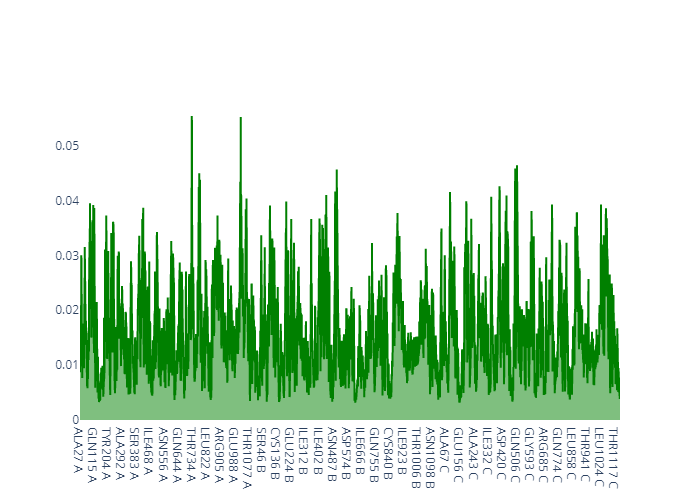 0.05
0.04
0.03
0.02
0.01
0
ALA27 A
GLN115 A
TYR204 A
ALA292 A
SER383 A
ILE468 A
ASN556 A
GLN644 A
THR734 A
LEU822 A
ARG905 A
GLU988 A
THR1077 A
SER46 B
CYS136 B
GLU224 B
ILE312 B
ILE402 B
ASN487 B
ASP574 B
ILE666 B
GLN755 B
CYS840 B
ILE923 B
THR1006 B
ASN1098 B
ALA67 C
GLU156 C
ALA243 C
ILE332 C
ASP420 C
GLN506 C
GLY593 C
ARG685 C
GLN774 C
LEU858 C
THR941 C
LEU1024 C
THR1117 C